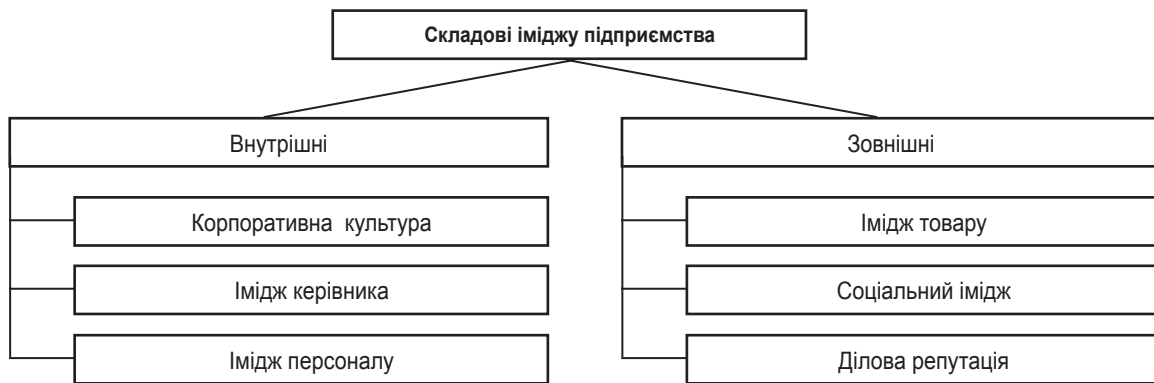 Складові іміджу підприємства
Внутрішні
Корпоративна культура
Імідж керівника
Імідж персоналу
Зовнішні
Імідж товару
Соціальний імідж
Ділова репутація